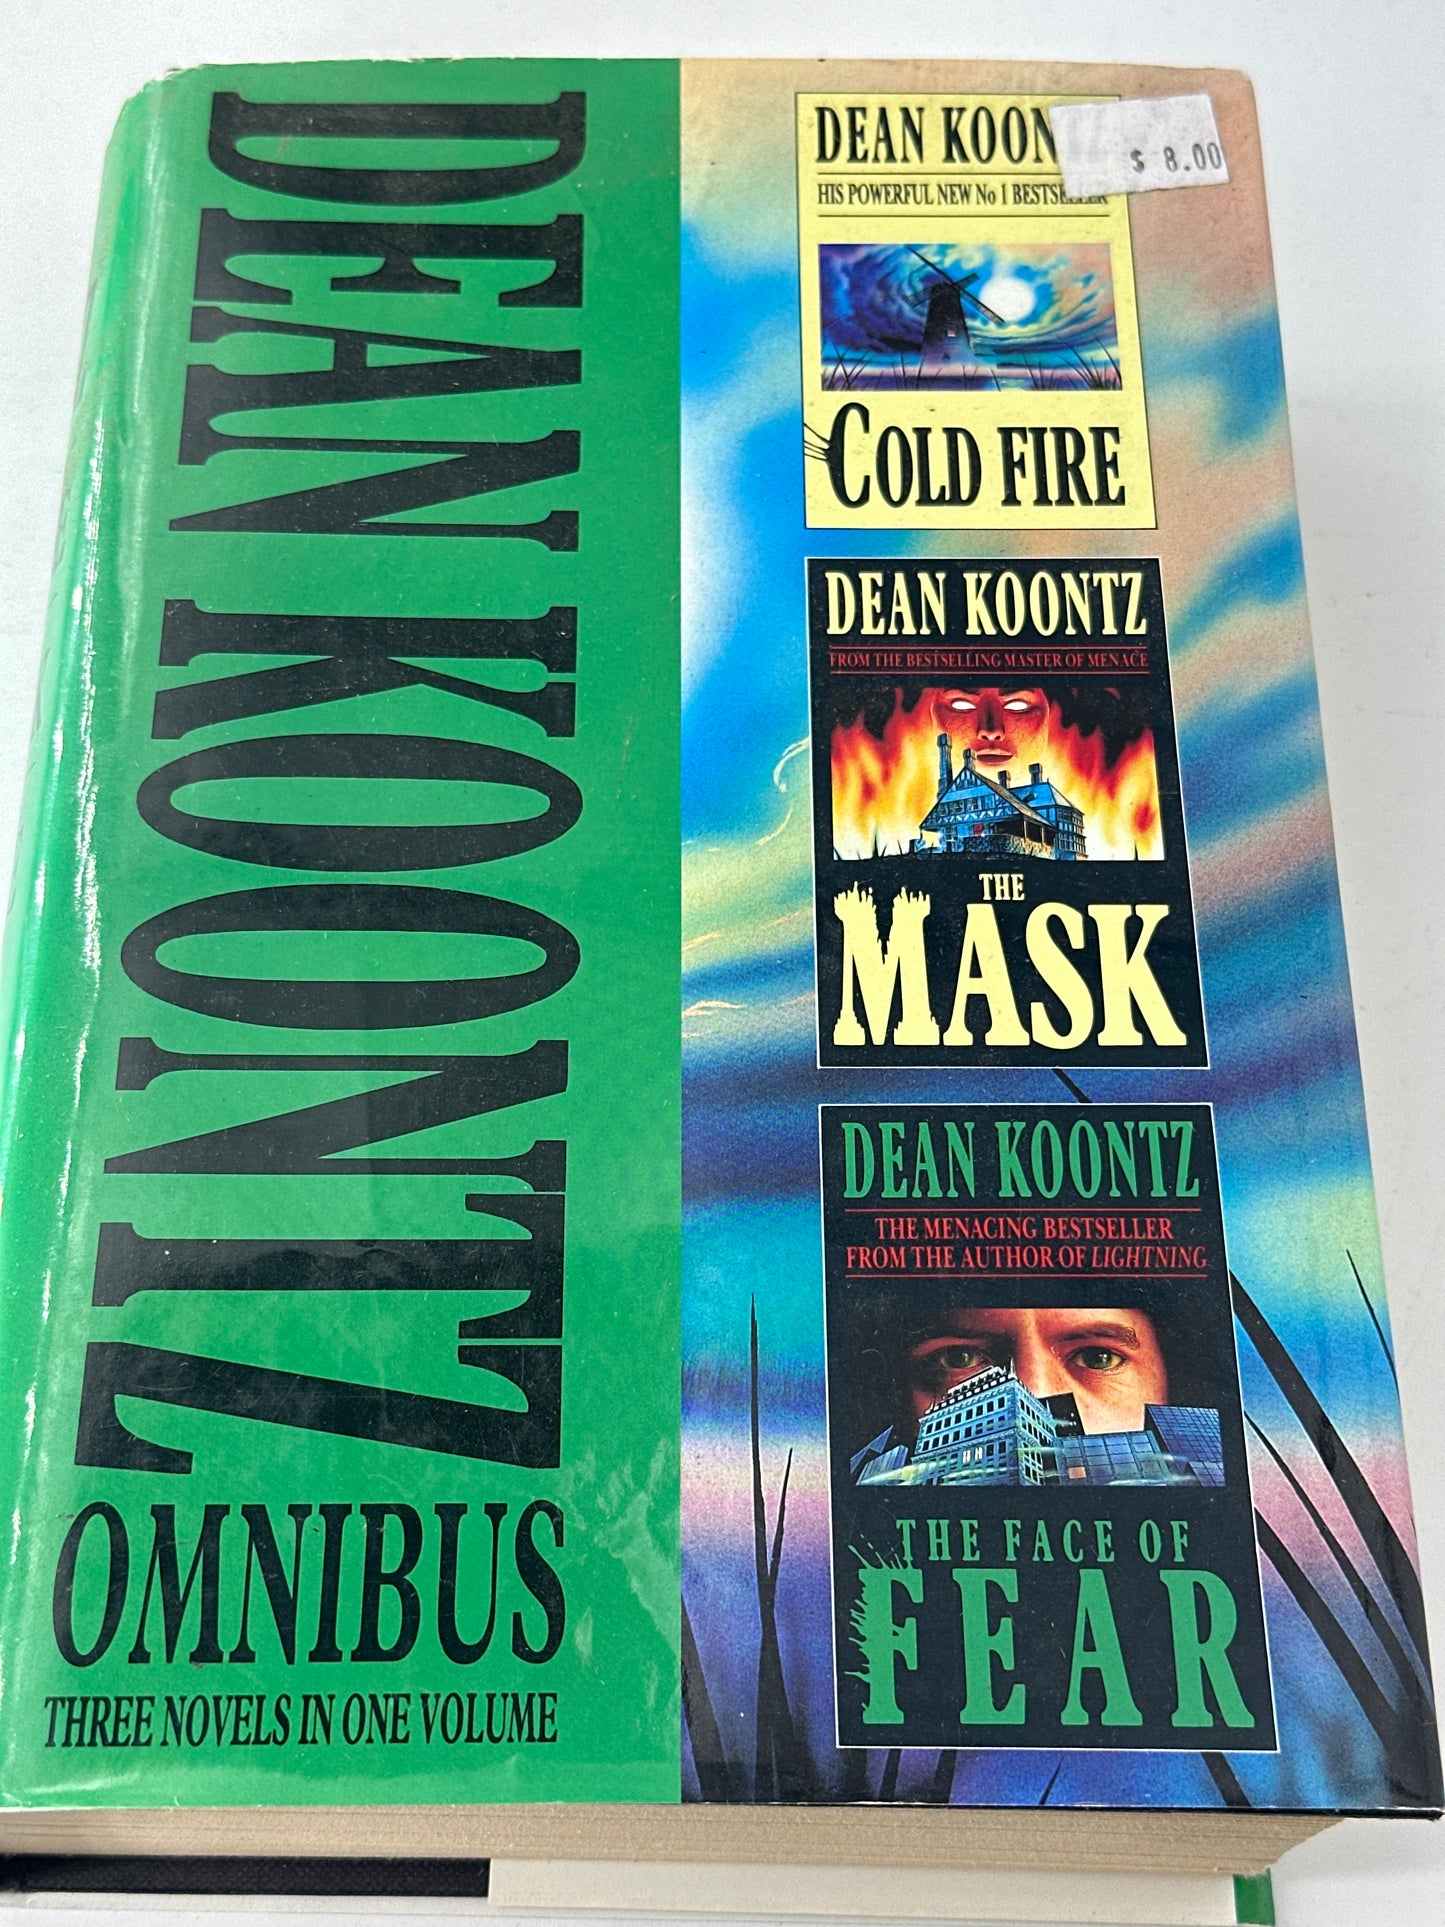 DEAN KOONTZ
OMNIBUS
THREE NOVELS IN ONE VOLUME
DEAN KOONTZ
$ 8.00
HIS POWERFUL NEW No 1 BESTSELLER
COLD FIRE
DEAN KOONTZ
FROM THE BESTSELLING MASTER OF MENACE
THE
MASK
DEAN KOONTZ
THE MENACING BESTSELLER
FROM THE AUTHOR OF LIGHTNING
THE FACE OF
FEAR